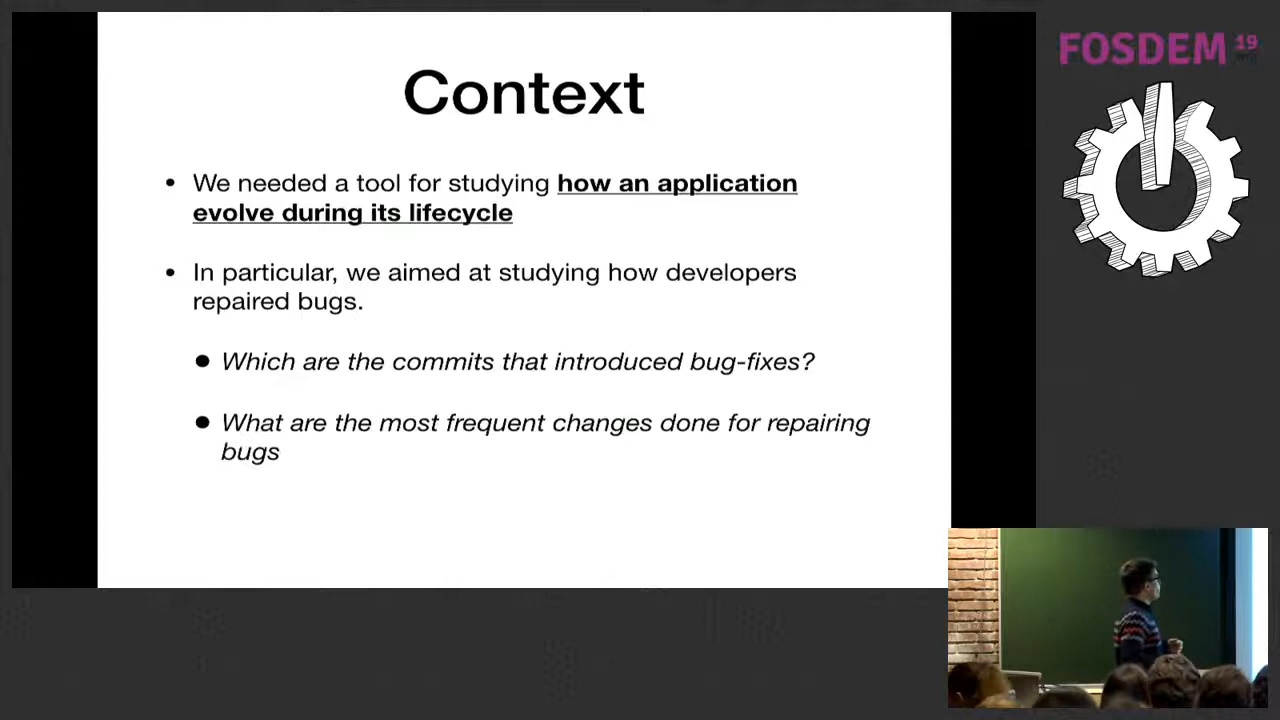 Context
• We needed a tool for studying how an application
evolve during its lifecycle
• In particular, we aimed at studying how developers
repaired bugs.
• Which are the commits that introduced bug-fixes?
• What are the most frequent changes done for repairing
bugs
FOSDEM 19